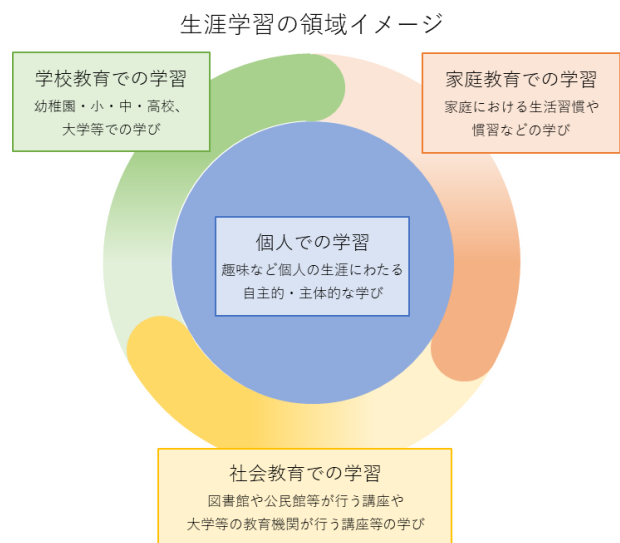 生涯学習の領域イメージ
学校教育での学習
幼稚園・小・中・高校、
大学等での学び
家庭教育での学習
家庭における生活習慣や
慣習などの学び
個人での学習
趣味など個人の生涯にわたる
自主的・主体的な学び
社会教育での学習
図書館や公民館等が行う講座や
大学等の教育機関が行う講座等の学び